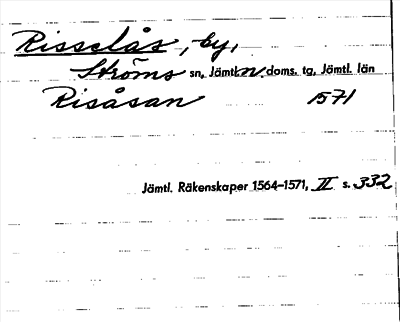 Risselås, by,
Ströms sn, Jämtl. n doms. tg, Jämtl. län
Risåsan 1571
Jämtl. Räkenskaper 1564–1571, II s. 332